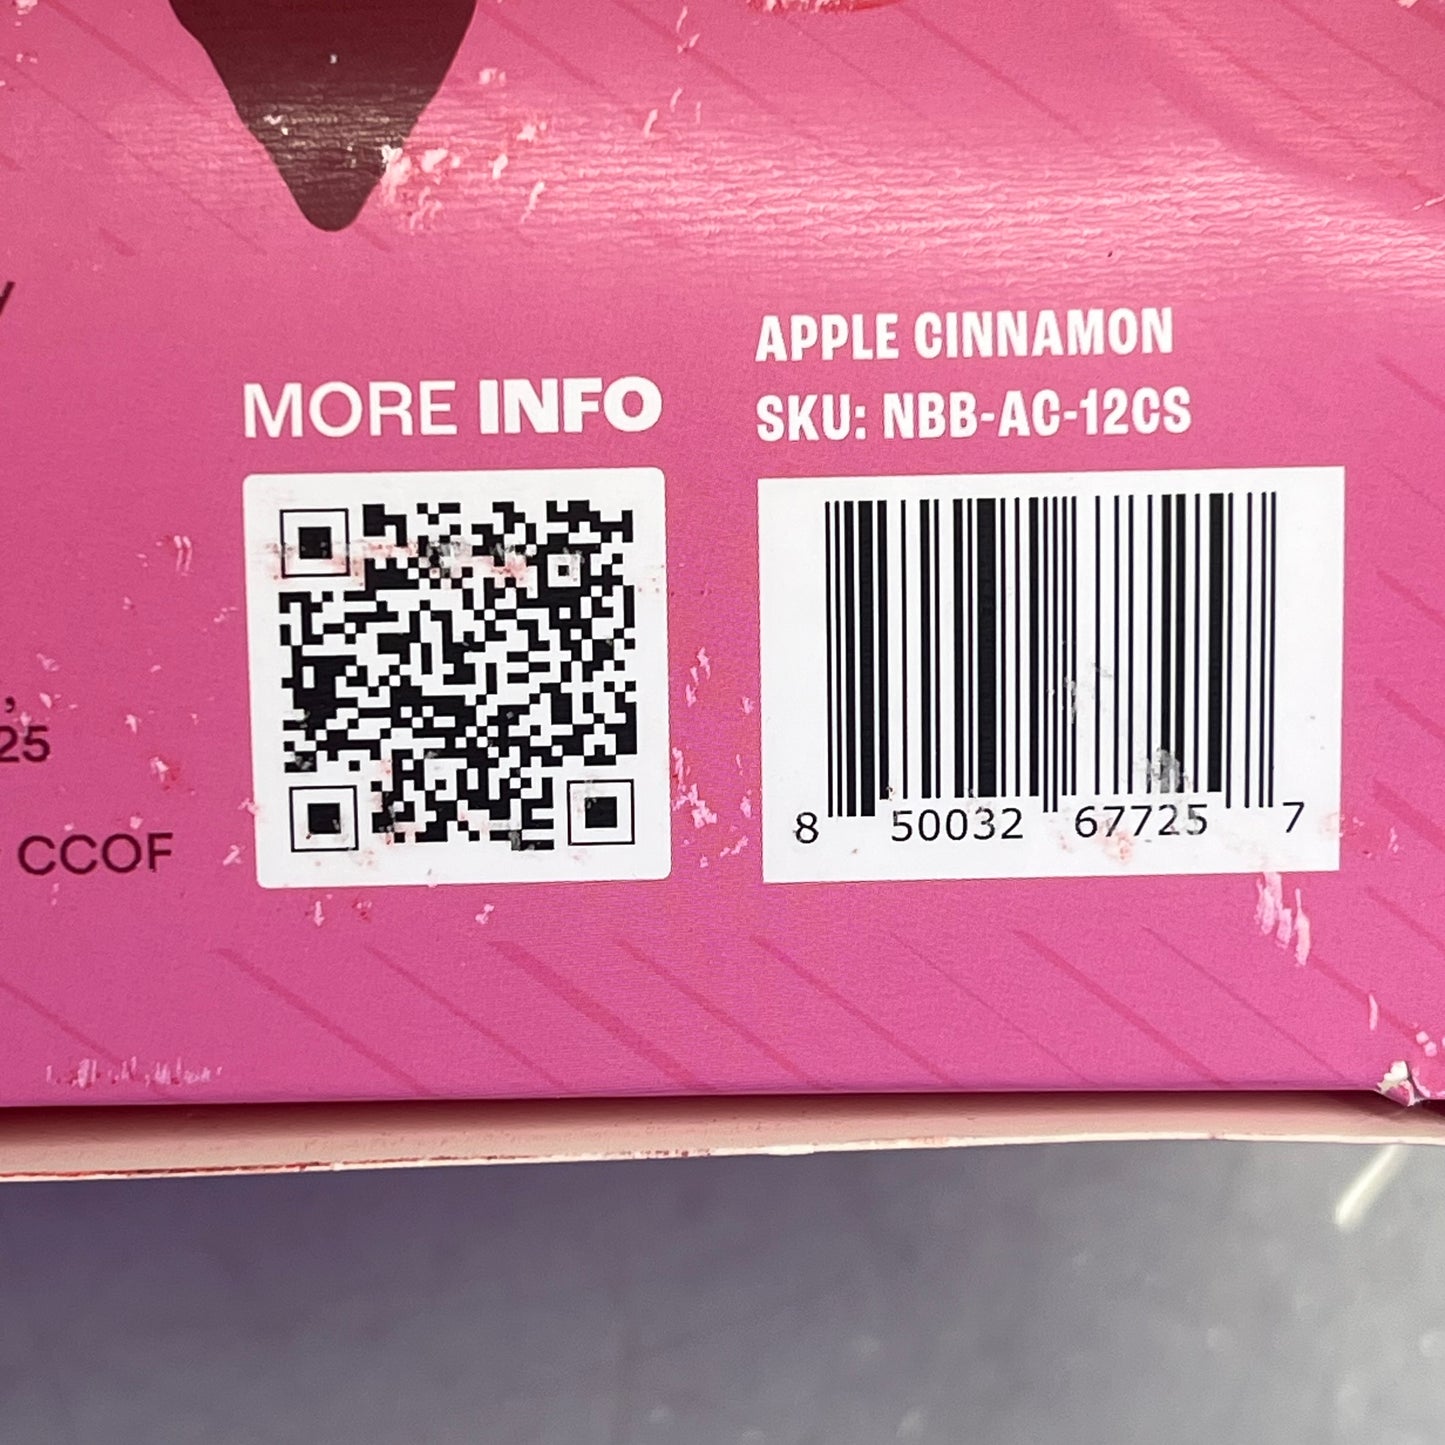 MORE INFO
APPLE CINNAMON
SKU: NBB-AC-12CS
8 50032 67725 7
25
CCOF